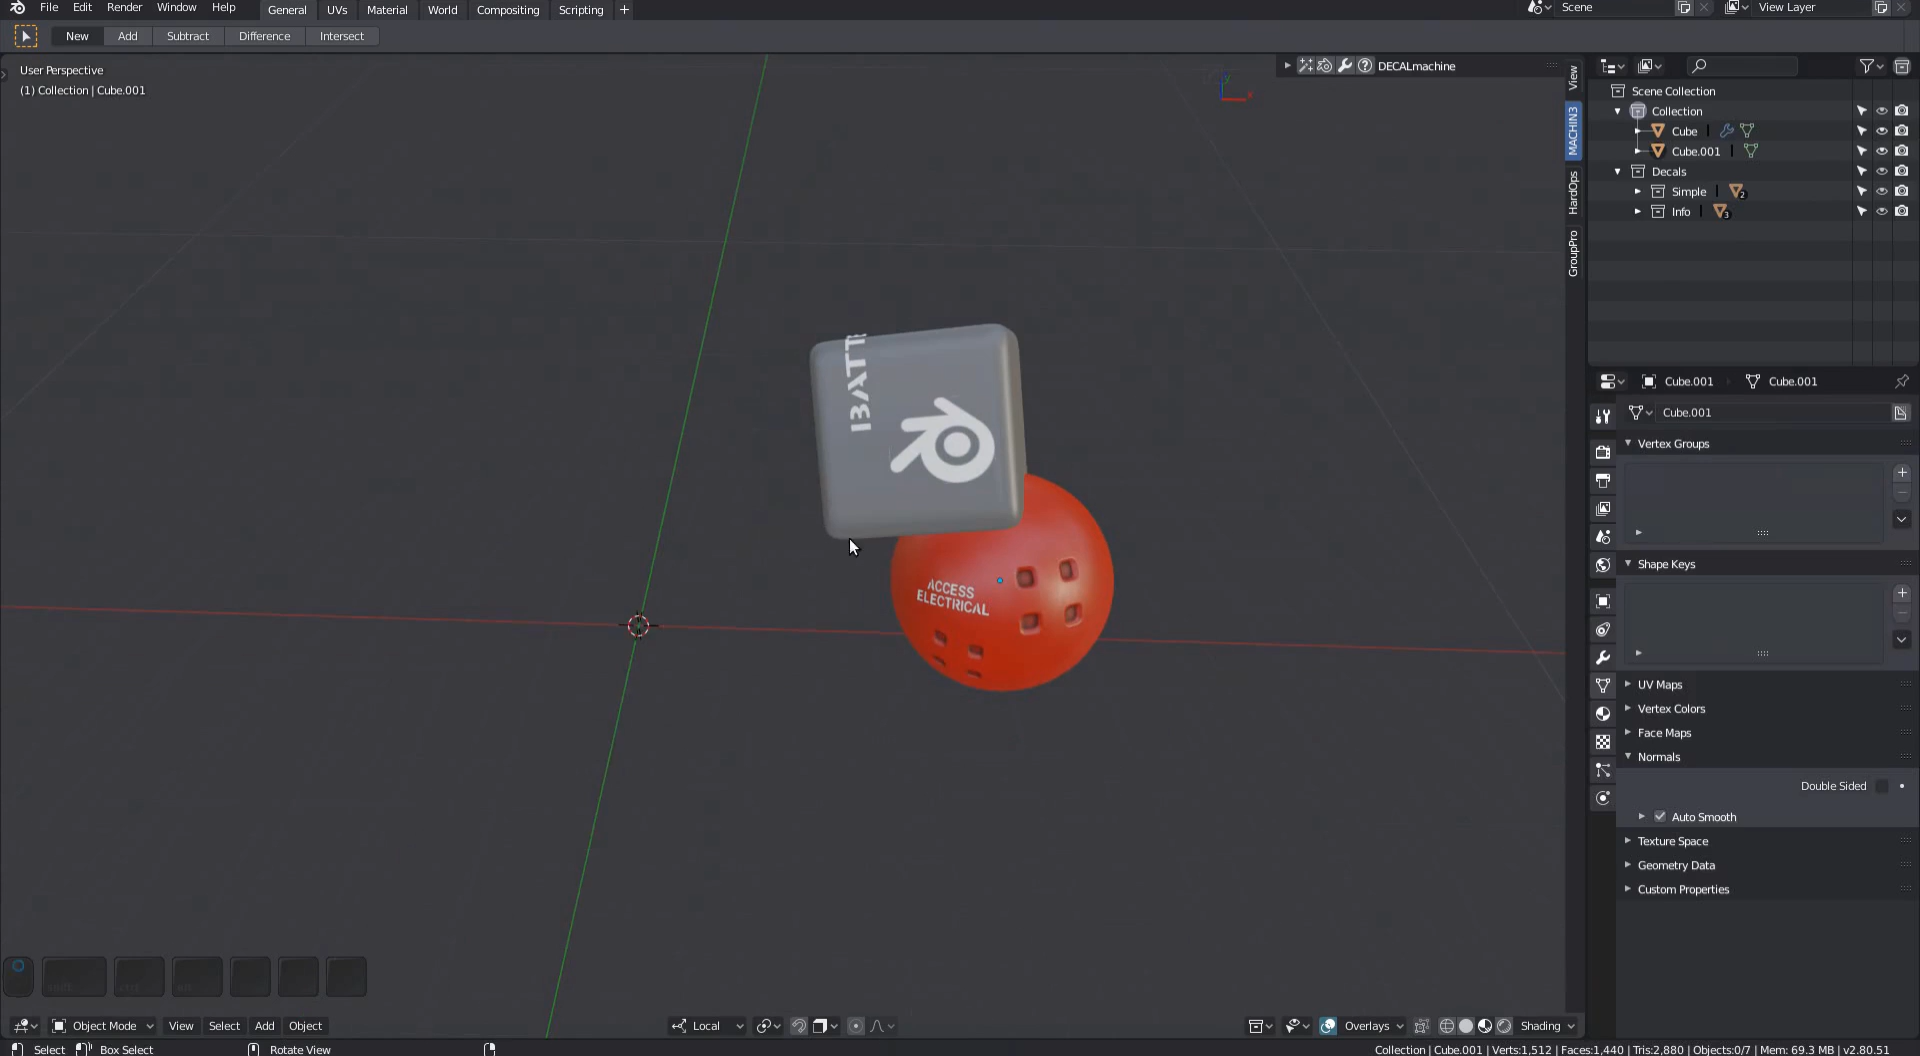 File Edit Render Window Help General UVs Material World Compositing Scripting + Scene View Layer
New Add Subtract Difference Intersect
User Perspective
(1) Collection | Cube.001
DECALmachine
View
MACHIN3
HardOps
GroupPro
Scene Collection
Collection
Cube
Cube.001
Decals
Simple 2
Info 3
Cube.001 Cube.001
Cube.001
Vertex Groups
Shape Keys
UV Maps
Vertex Colors
Face Maps
Normals
Double Sided
Auto Smooth
Texture Space
Geometry Data
Custom Properties
ACCESS
ELECTRICAL
shift ctrl alt
Object Mode View Select Add Object Local Overlays Shading
Select Box Select Rotate View Collection | Cube.001 | Verts:1,512 | Faces:1,440 | Tris:2,880 | Objects:0/7 | Mem: 69.3 MB | v2.80.51